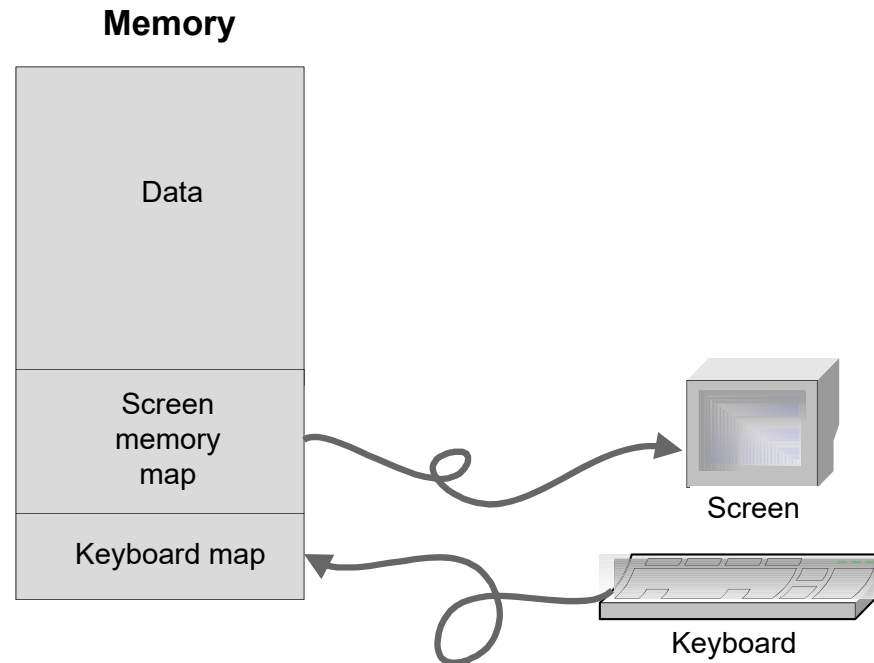 Memory
Data
Screen
memory
map
Screen
Keyboard map
Keyboard